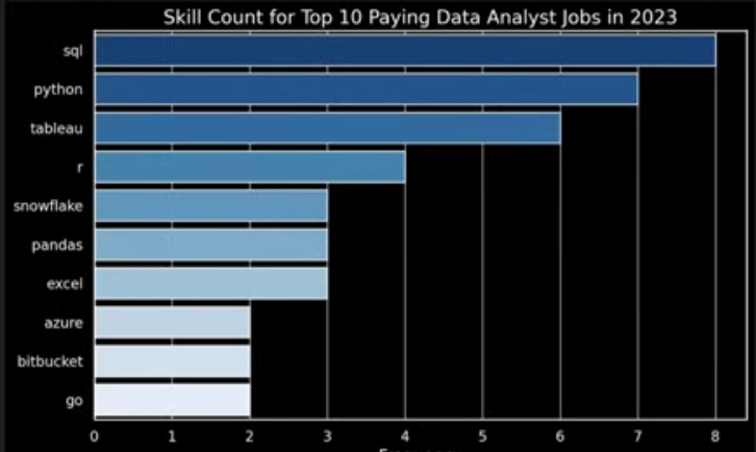 Skill Count for Top 10 Paying Data Analyst Jobs in 2023
sql
python
tableau
r
snowflake
pandas
excel
azure
bitbucket
go
0 1 2 3 4 5 6 7 8